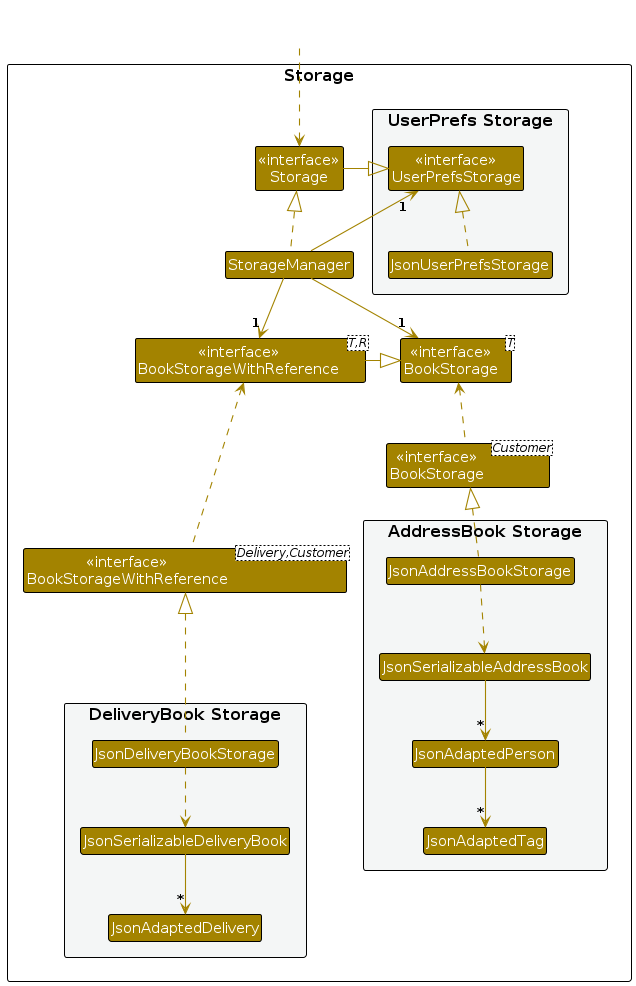 Storage
UserPrefs Storage
«interface»
Storage
«interface»
UserPrefsStorage
1
StorageManager
JsonUserPrefsStorage
1
1
«interface»
BookStorageWithReference
T,R
«interface»
BookStorage
T
«interface»
BookStorage
Customer
AddressBook Storage
«interface»
BookStorageWithReference
Delivery,Customer
JsonAddressBookStorage
JsonSerializableAddressBook
DeliveryBook Storage
*
JsonDeliveryBookStorage
JsonAdaptedPerson
*
JsonSerializableDeliveryBook
JsonAdaptedTag
*
JsonAdaptedDelivery